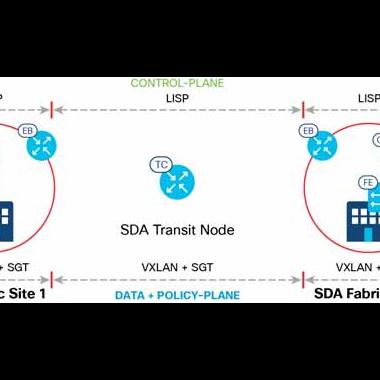 CONTROL-PLANE
P LISP LISP
EB EB
TC C
FE
SDA Transit Node
+ SGT VXLAN + SGT VXLAN +
c Site 1 DATA + POLICY-PLANE SDA Fabri